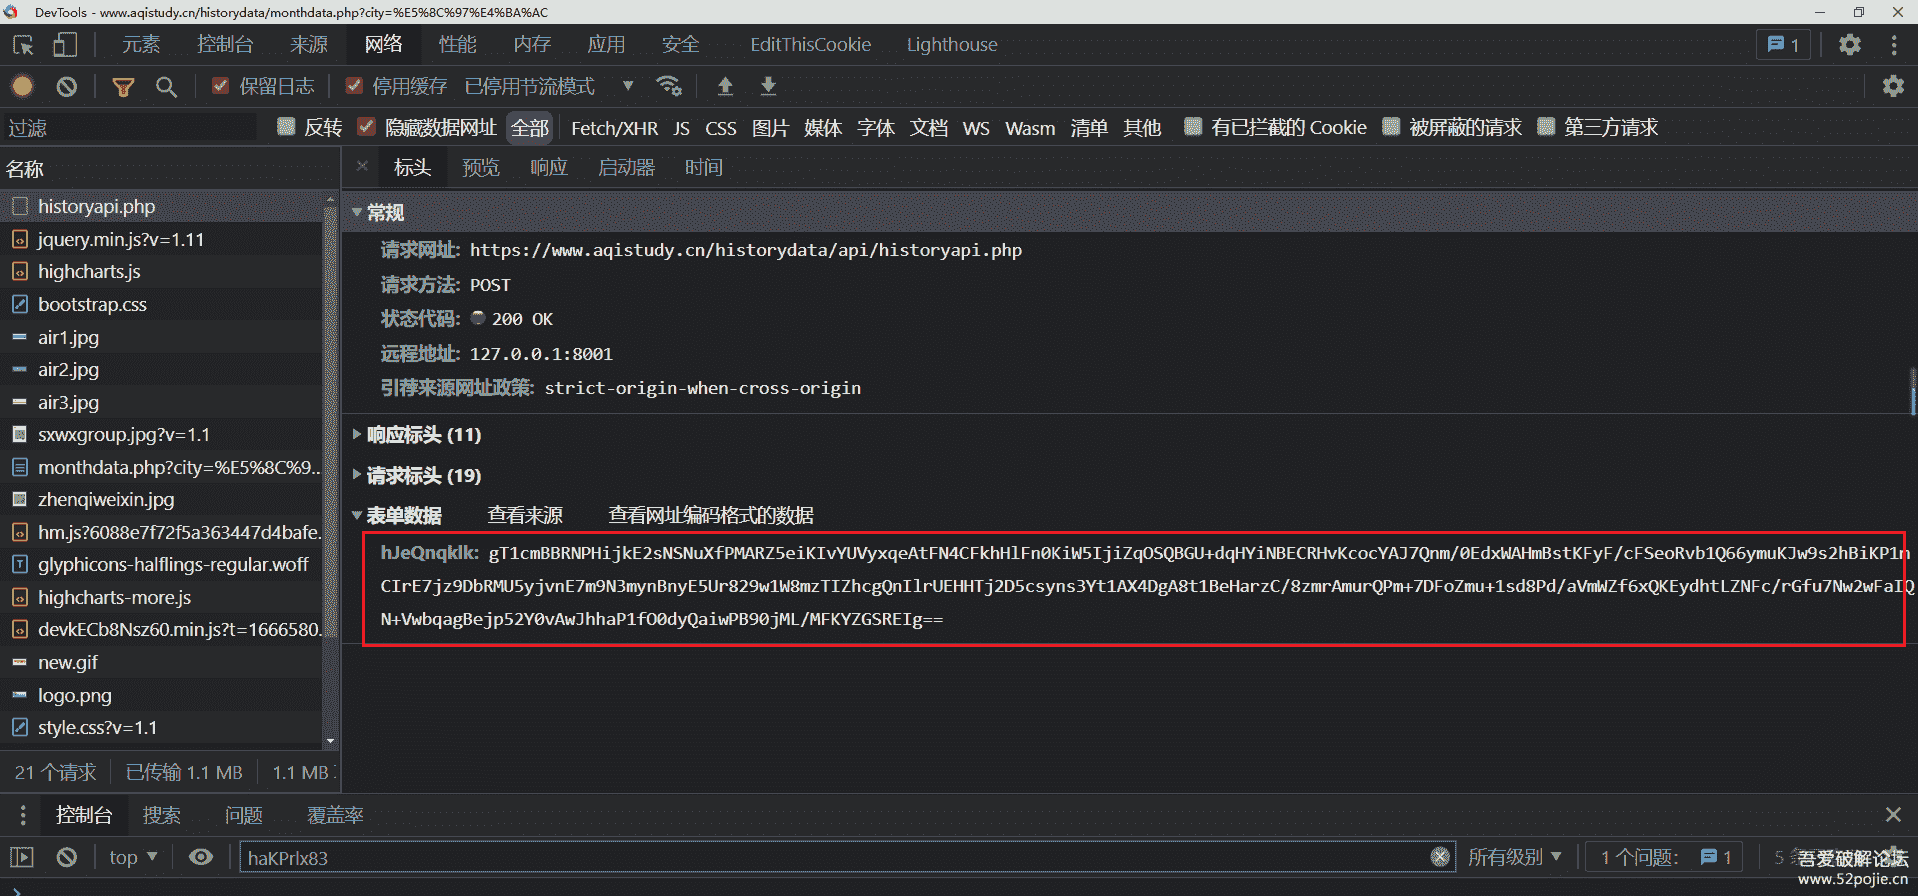 DevTools - www.aqistudy.cn/historydata/monthdata.php?city=%E5%8C%97%E4%BA%AC
元素 控制台 来源 网络 性能 内存 应用 安全 EditThisCookie Lighthouse 1
保留日志 停用缓存 已停用节流模式
过滤 反转 隐藏数据网址 全部 Fetch/XHR JS CSS 图片 媒体 字体 文档 WS Wasm 清单 其他 有已拦截的 Cookie 被屏蔽的请求 第三方请求
名称
historyapi.php
jquery.min.js?v=1.11
highcharts.js
bootstrap.css
air1.jpg
air2.jpg
air3.jpg
sxwxgroup.jpg?v=1.1
monthdata.php?city=%E5%8C%9..
zhenqiweixin.jpg
hm.js?6088e7f72f5a363447d4bafe.
glyphicons-halflings-regular.woff
highcharts-more.js
devkECb8Nsz60.min.js?t=1666580.
new.gif
logo.png
style.css?v=1.1
21 个请求 已传输 1.1 MB 1.1 MB
标头 预览 响应 启动器 时间
常规
请求网址: https://www.aqistudy.cn/historydata/api/historyapi.php
请求方法: POST
状态代码: 200 OK
远程地址: 127.0.0.1:8001
引荐来源网址政策: strict-origin-when-cross-origin
响应标头 (11)
请求标头 (19)
表单数据 查看来源 查看网址编码格式的数据
hJeQnqkIk: gT1cmBBRNPHijkE2sNSNuXfPMARZ5eiKIvYUVyxqeAtFN4CFkhHlFn0KiW5IjiZqOSQBGU+dqHYiNBECRHvKcocYAJ7Qnm/0EdxWAHmBstKFyF/cFSeoRvb1Q66ymuKJw9s2hBiKP1n
CIrE7jz9DbRMU5yjvnE7m9N3mynBnyE5Ur829w1W8mzTIZhcgQnIlrUEHHTj2D5csyns3Yt1AX4DgA8t1BeHarzC/8zmrAmurQPm+7DFoZmu+1sd8Pd/aVmWZf6xQKEydhtLZNFc/rGfu7Nw2wFaIQ
N+VwbqagBejp52Y0vAwJhhaP1fO0dyQaiwPB90jML/MFKYZGSREIg==
控制台 搜索 问题 覆盖率
top haKPrlx83 所有级别 1 个问题: 1 5
吾爱破解论坛
www.52pojie.cn